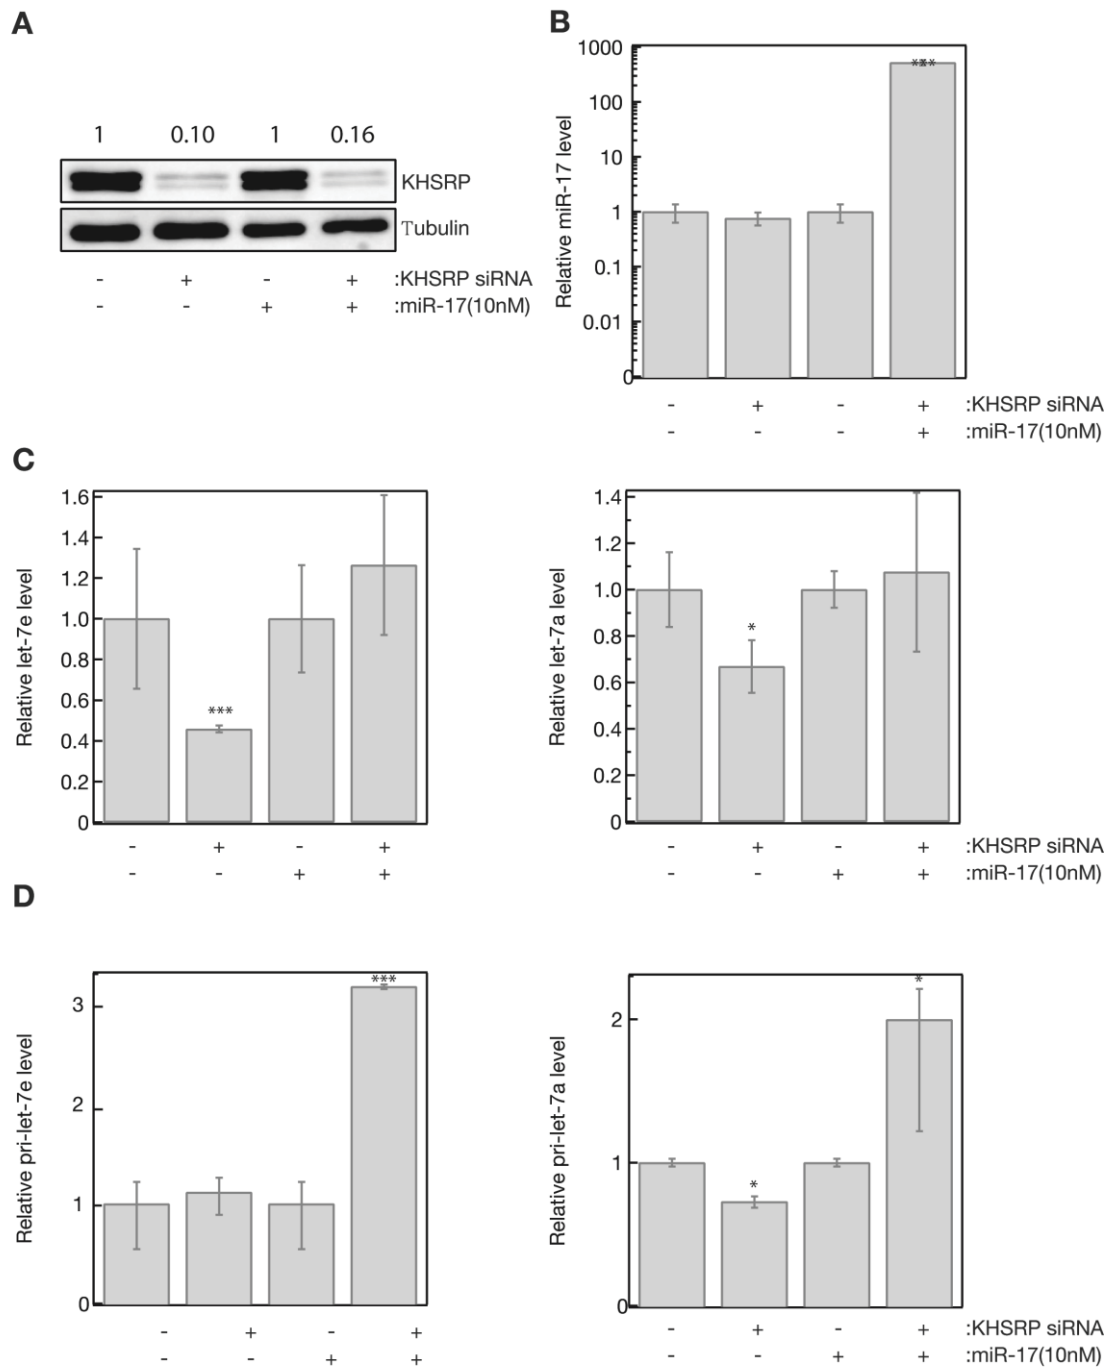 A
1 0.10 1 0.16
KHSRP
Tubulin
- + - + :KHSRP siRNA
- - + + :miR-17(10nM)
B
Relative miR-17 level
1000
100
10
1
0.1
0.01
0
***
- + - + :KHSRP siRNA
- - - + :miR-17(10nM)
C
Relative let-7e level
1.6
1.4
1.2
1.0
0.8
0.6
0.4
0.2
0
***
- + - +
- - + +
Relative let-7a level
1.4
1.2
1.0
0.8
0.6
0.4
0.2
0
*
- + - + :KHSRP siRNA
- - + + :miR-17(10nM)
D
Relative pri-let-7e level
3
2
1
0
***
- + - +
- - + +
Relative pri-let-7a level
2
1
0
*
*
- + - + :KHSRP siRNA
- - + + :miR-17(10nM)